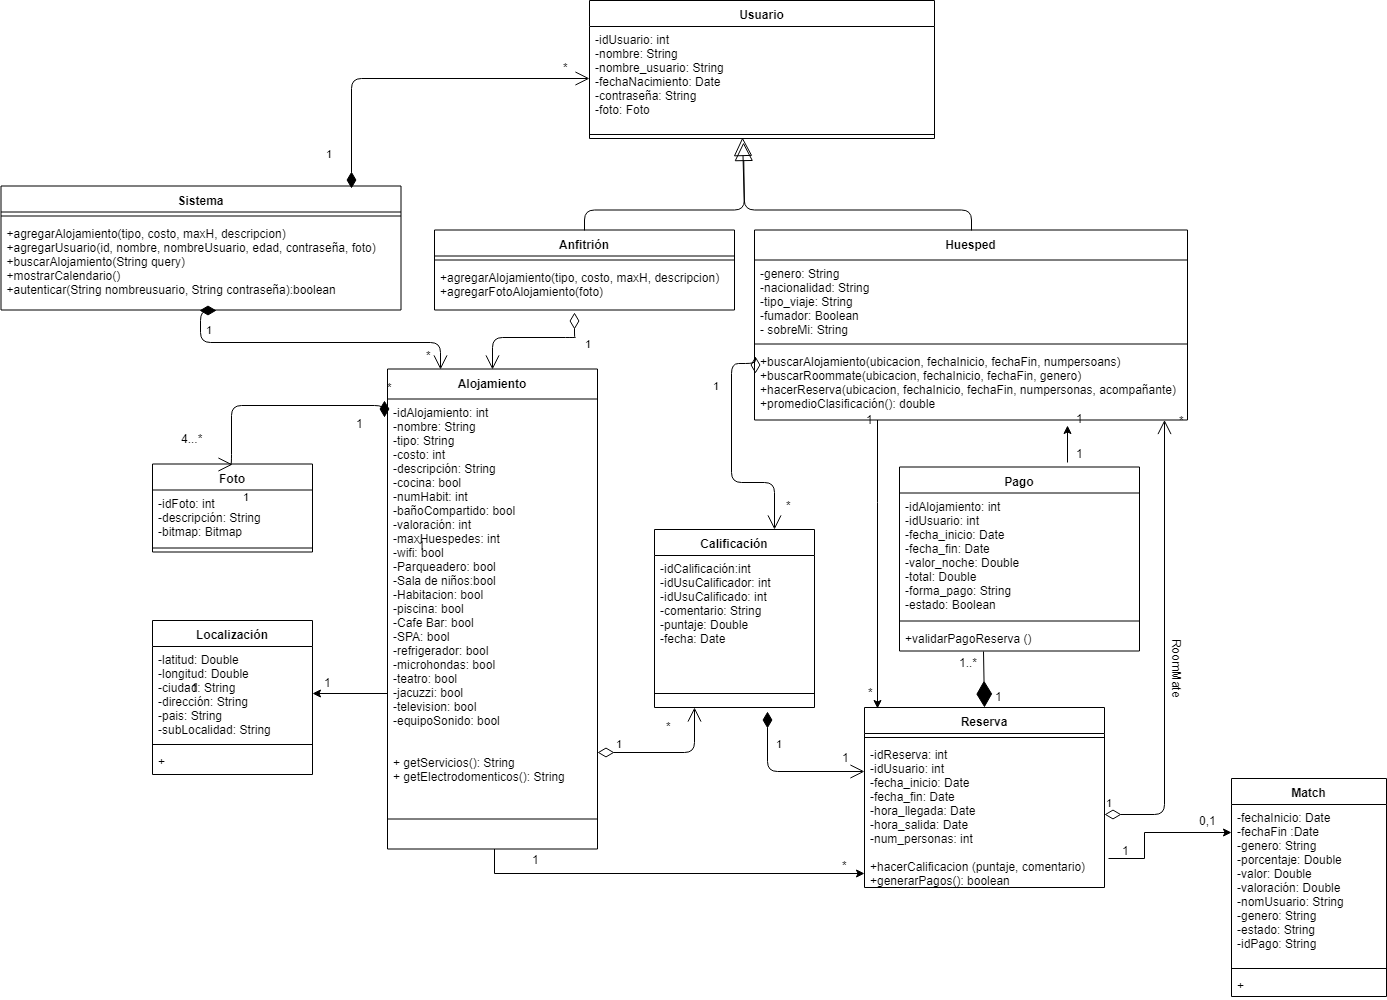 Usuario
-idUsuario: int
-nombre: String
-nombre_usuario: String
-fechaNacimiento: Date
-contraseña: String
-foto: Foto
*
1
Sistema
+agregarAlojamiento(tipo, costo, maxH, descripcion)
+agregarUsuario(id, nombre, nombreUsuario, edad, contraseña, foto)
+buscarAlojamiento(String query)
+mostrarCalendario()
+autenticar(String nombreusuario, String contraseña):boolean
1
*
Anfitrión
+agregarAlojamiento(tipo, costo, maxH, descripcion)
+agregarFotoAlojamiento(foto)
1
Huesped
-genero: String
-nacionalidad: String
-tipo_viaje: String
-fumador: Boolean
- sobreMi: String
+buscarAlojamiento(ubicacion, fechaInicio, fechaFin, numpersoans)
+buscarRoommate(ubicacion, fechaInicio, fechaFin, genero)
+hacerReserva(ubicacion, fechaInicio, fechaFin, numpersonas, acompañante)
+promedioClasificación(): double
1
1
1
*
1
Alojamiento
*
1
-idAlojamiento: int
-nombre: String
-tipo: String
-costo: int
-descripción: String
-cocina: bool
-numHabit: int
-bañoCompartido: bool
-valoración: int
-maxHuespedes: int
-wifi: bool
1
-Parqueadero: bool
-Sala de niños:bool
-Habitacion: bool
-piscina: bool
-Cafe Bar: bool
-SPA: bool
-refrigerador: bool
-microhondas: bool
-teatro: bool
-jacuzzi: bool
-television: bool
-equipoSonido: bool
+ getServicios(): String
+ getElectrodomenticos(): String
4...*
Foto
1
-idFoto: int
-descripción: String
-bitmap: Bitmap
Localización
-latitud: Double
-longitud: Double
-ciudad: String
1
-dirección: String
-pais: String
-subLocalidad: String
+
1
*
Calificación
-idCalificación:int
-idUsuCalificador: int
-idUsuCalificado: int
-comentario: String
-puntaje: Double
-fecha: Date
*
1
1
1
Pago
-idAlojamiento: int
-idUsuario: int
-fecha_inicio: Date
-fecha_fin: Date
-valor_noche: Double
-total: Double
-forma_pago: String
-estado: Boolean
+validarPagoReserva ()
1..*
1
*
RoomMate
Reserva
-idReserva: int
-idUsuario: int
-fecha_inicio: Date
-fecha_fin: Date
-hora_llegada: Date
-hora_salida: Date
-num_personas: int
+hacerCalificacion (puntaje, comentario)
+generarPagos(): boolean
1
*
1
1
0,1
Match
-fechaInicio: Date
-fechaFin :Date
-genero: String
-porcentaje: Double
-valor: Double
-valoración: Double
-nomUsuario: String
-genero: String
-estado: String
-idPago: String
+